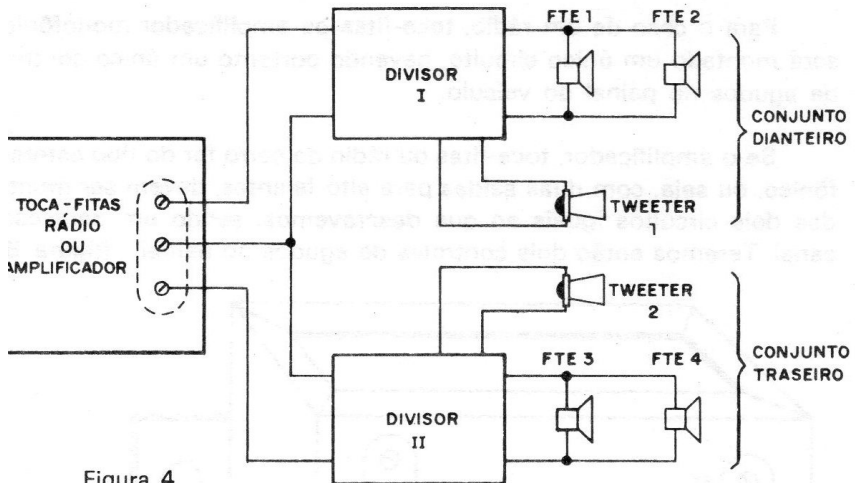 FTE 1
FTE 2
DIVISOR
I
CONJUNTO
DIANTEIRO
TOCA-FITAS
RÁDIO
OU
AMPLIFICADOR
TWEETER
1
TWEETER
2
FTE 3
FTE 4
DIVISOR
II
CONJUNTO
TRASEIRO
Figura 4